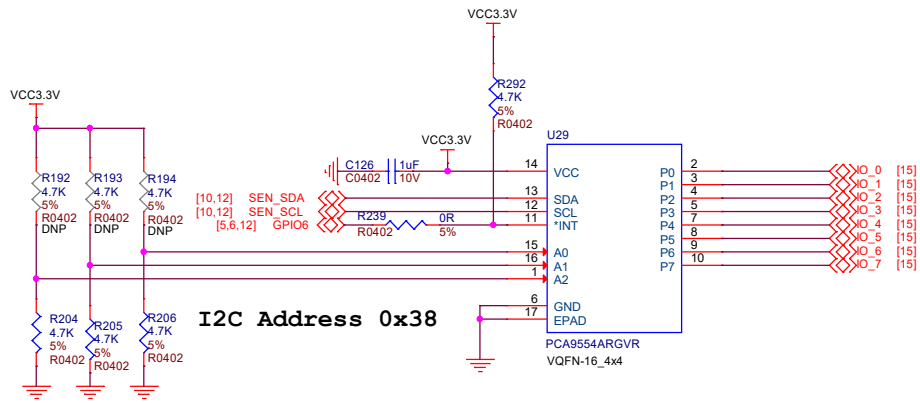 VCC3.3V
R292
4.7K
5%
R0402
VCC3.3V
VCC3.3V
U29
R192
4.7K
5%
R0402
DNP
R193
4.7K
5%
R0402
DNP
R194
4.7K
5%
R0402
DNP
C126
C0402
1uF
10V
[10,12] SEN_SDA
[10,12] SEN_SCL
[5,6,12] GPIO6
R239
R0402
0R
5%
14 VCC
13 SDA
12 SCL
11 *INT
15 A0
16 A1
1 A2
6 GND
17 EPAD
P0 2 IO_0 [15]
P1 3 IO_1 [15]
P2 4 IO_2 [15]
P3 5 IO_3 [15]
P4 7 IO_4 [15]
P5 8 IO_5 [15]
P6 9 IO_6 [15]
P7 10 IO_7 [15]
R204
4.7K
5%
R0402
R205
4.7K
5%
R0402
R206
4.7K
5%
R0402
I2C Address 0x38
PCA9554ARGVR
VQFN-16_4x4